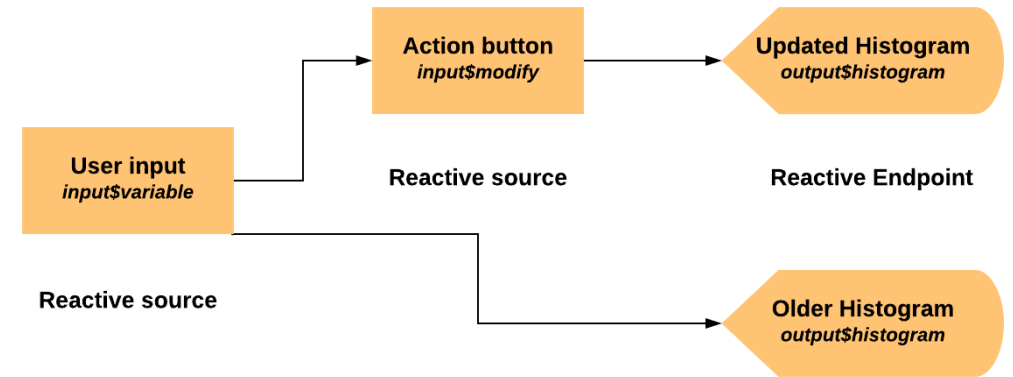 Action button
input$modify
Updated Histogram
output$histogram
User input
input$variable
Reactive source
Reactive Endpoint
Reactive source
Older Histogram
output$histogram